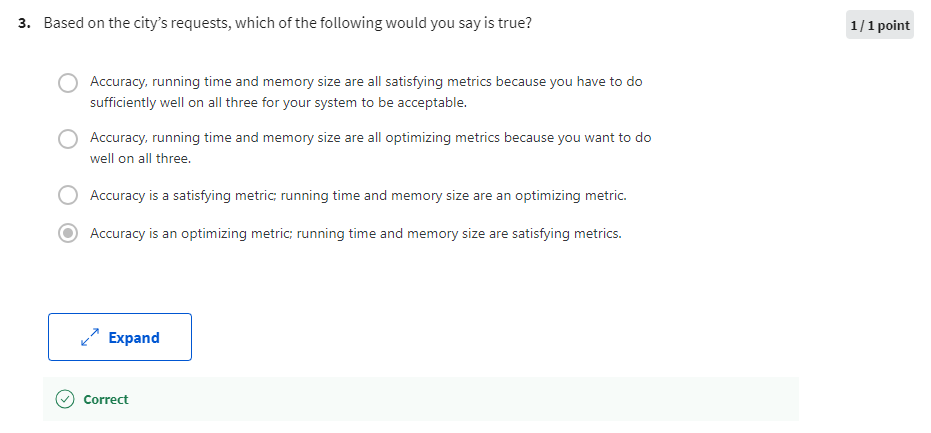 3. Based on the city's requests, which of the following would you say is true?
1 / 1 point
Accuracy, running time and memory size are all satisfying metrics because you have to do
sufficiently well on all three for your system to be acceptable.
Accuracy, running time and memory size are all optimizing metrics because you want to do
well on all three.
Accuracy is a satisfying metric; running time and memory size are an optimizing metric.
Accuracy is an optimizing metric; running time and memory size are satisfying metrics.
Expand
Correct